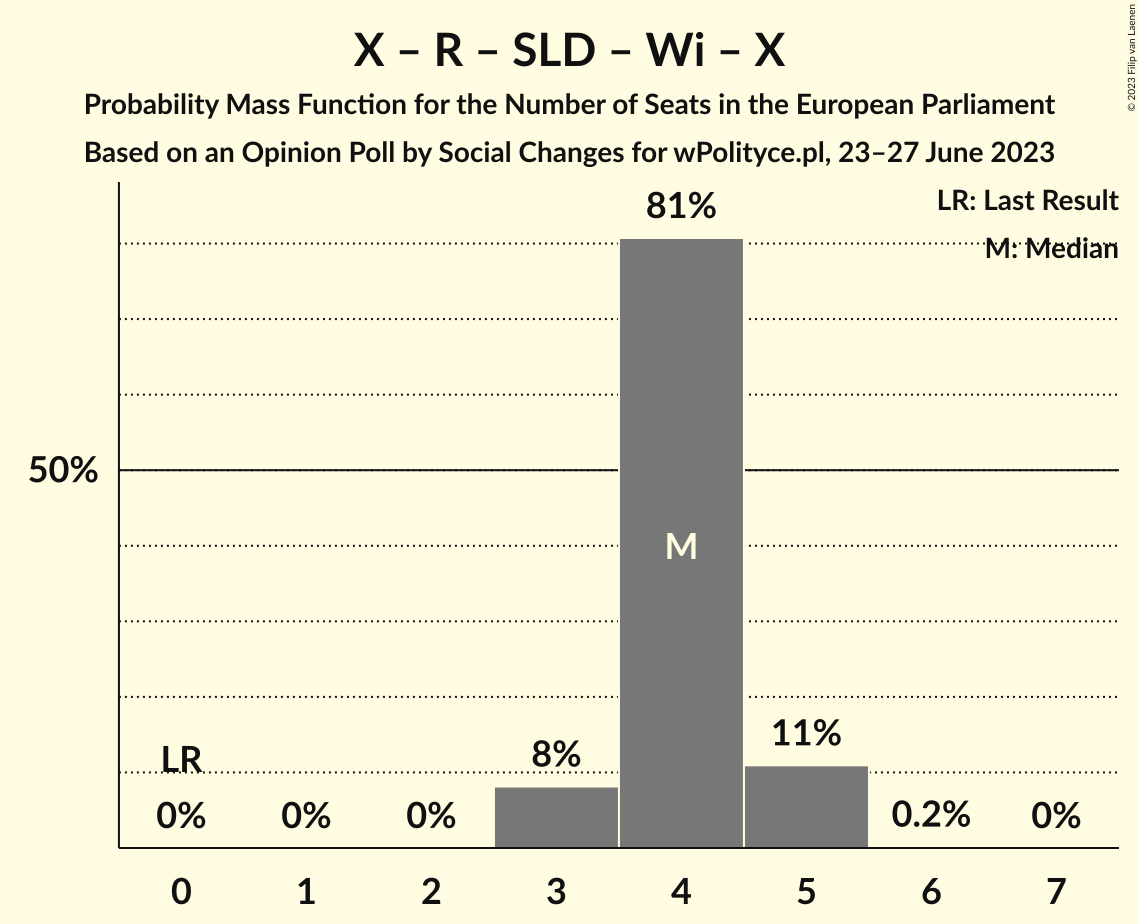 X – R – SLD – Wi – X
Probability Mass Function for the Number of Seats in the European Parliament
Based on an Opinion Poll by Social Changes for wPolityce.pl, 23–27 June 2023
© 2023 Filip van Laenen
LR: Last Result
M: Median
81%
50%
M
LR
8%
11%
0%
0%
0%
0.2%
0%
0 1 2 3 4 5 6 7